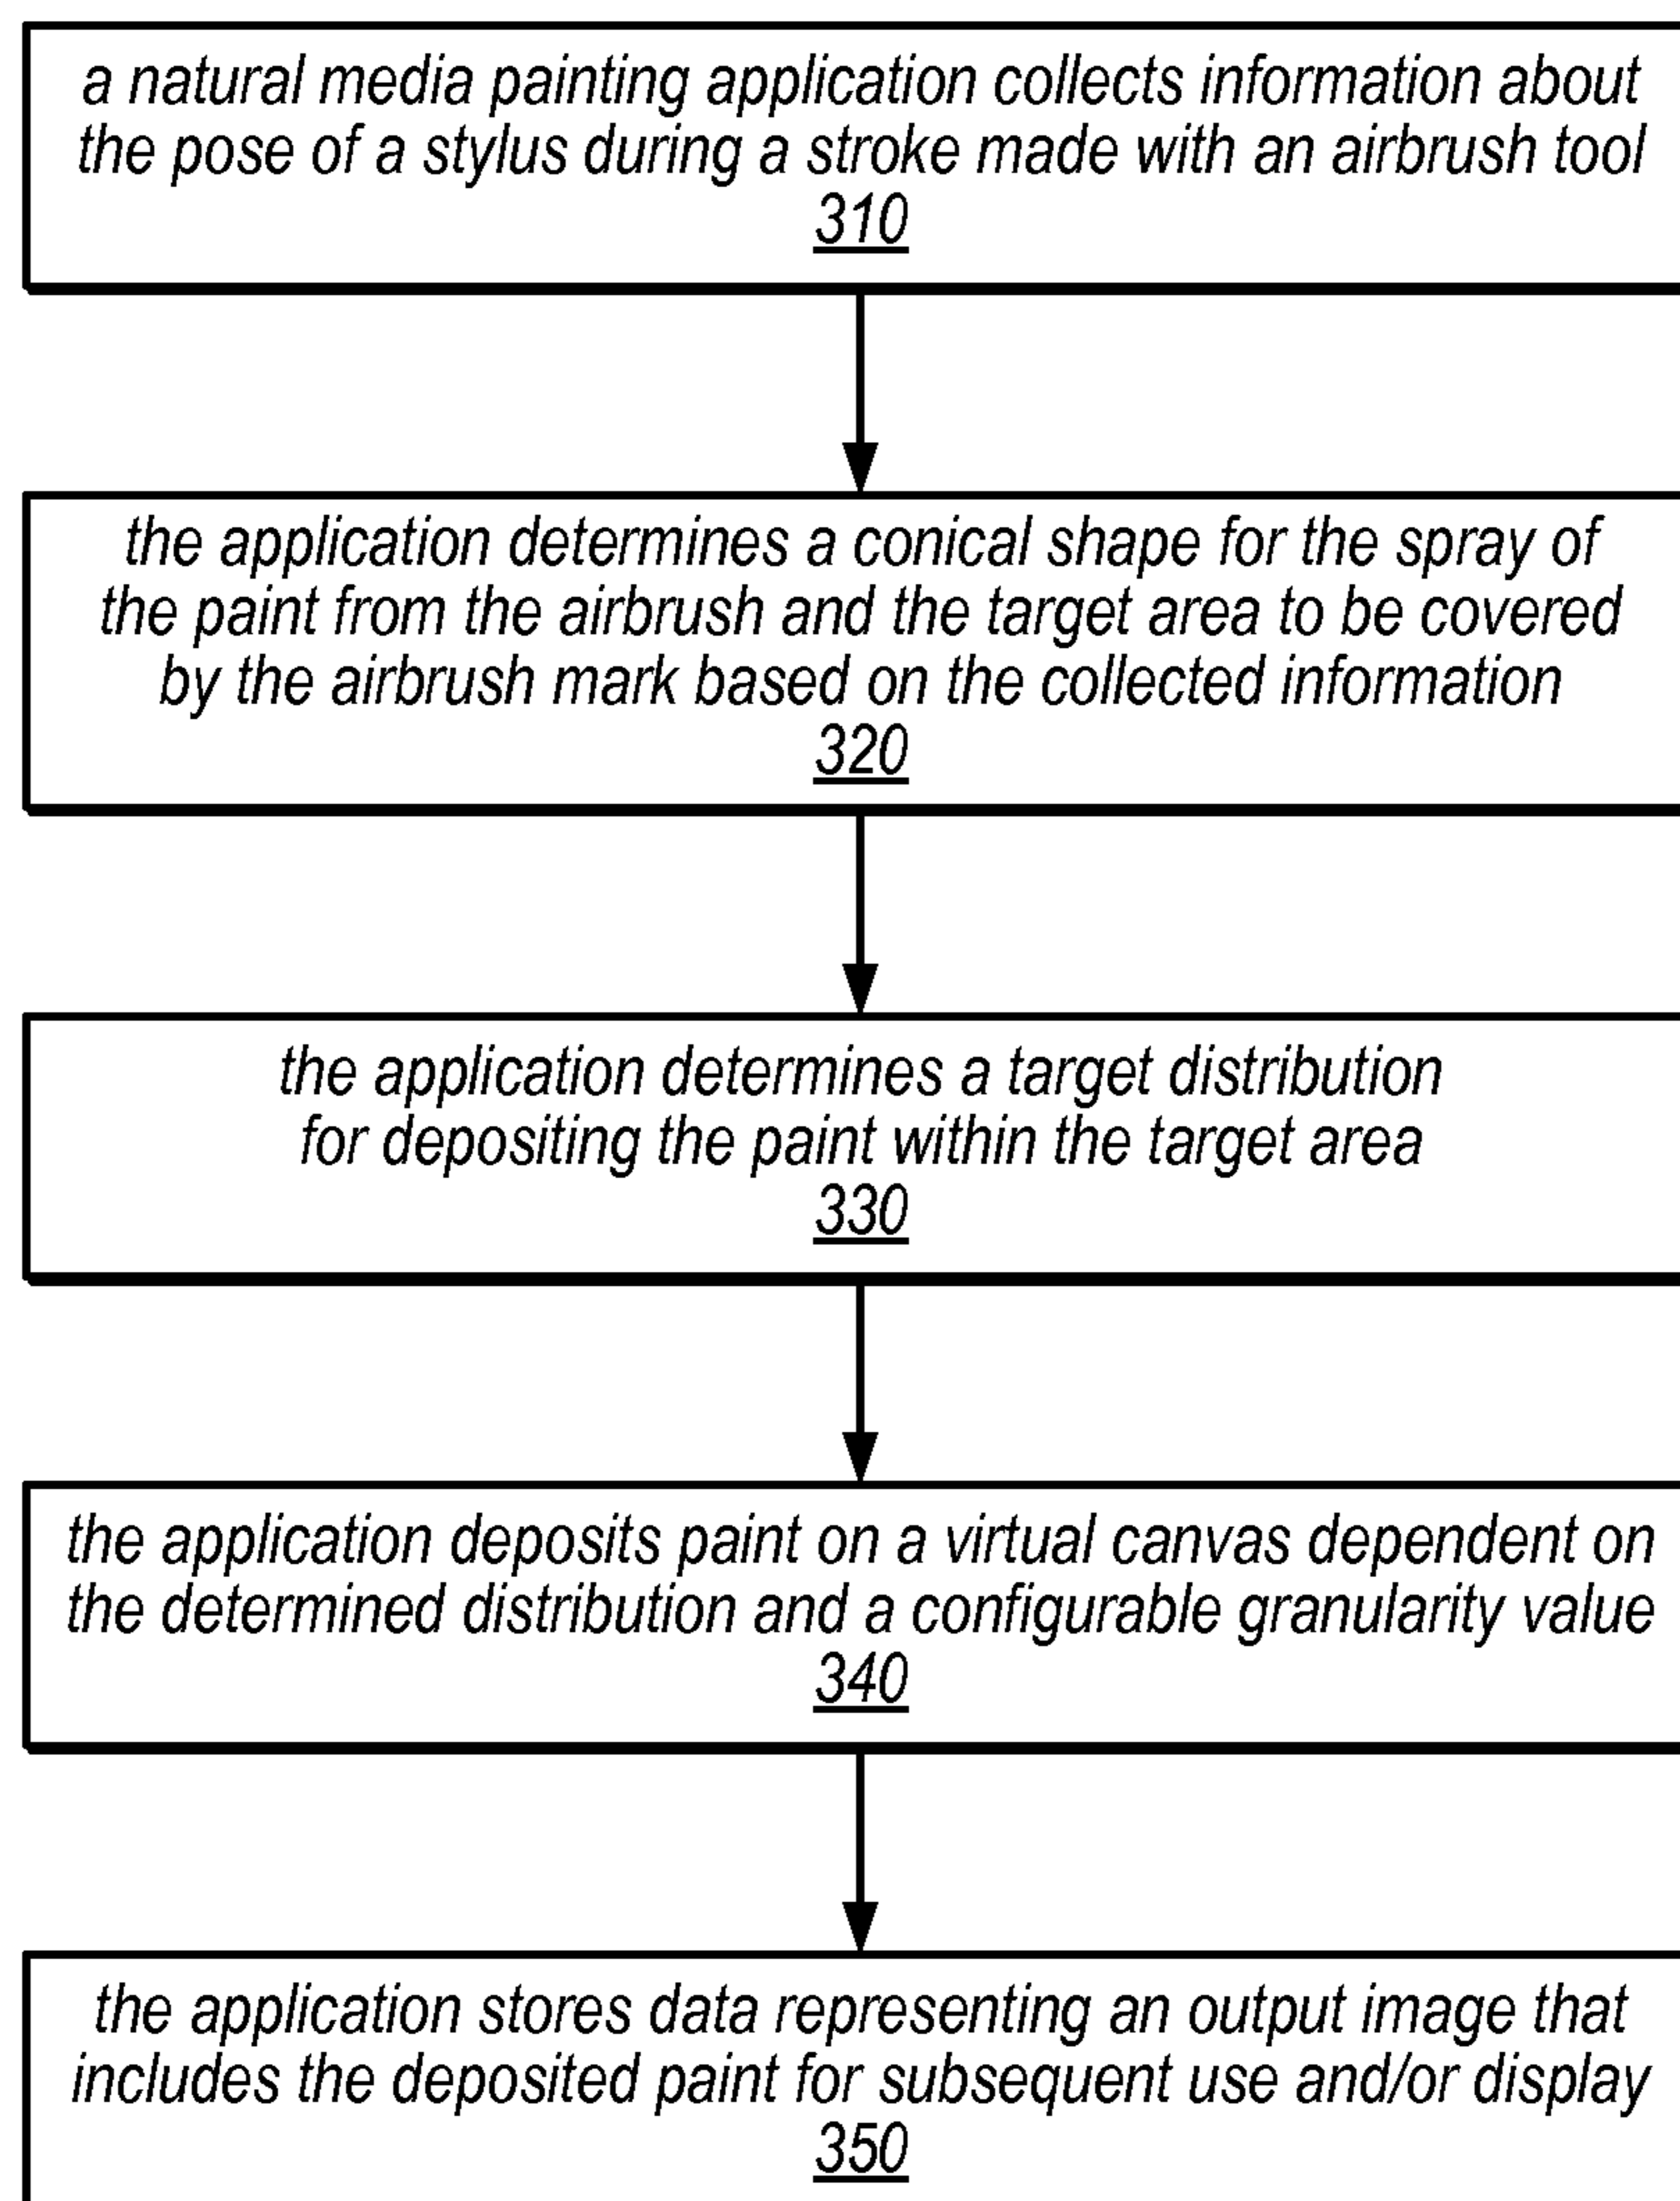 a natural media painting application collects information about
the pose of a stylus during a stroke made with an airbrush tool
310
the application determines a conical shape for the spray of
the paint from the airbrush and the target area to be covered
by the airbrush mark based on the collected information
320
the application determines a target distribution
for depositing the paint within the target area
330
the application deposits paint on a virtual canvas dependent on
the determined distribution and a configurable granularity value
340
the application stores data representing an output image that
includes the deposited paint for subsequent use and/or display
350